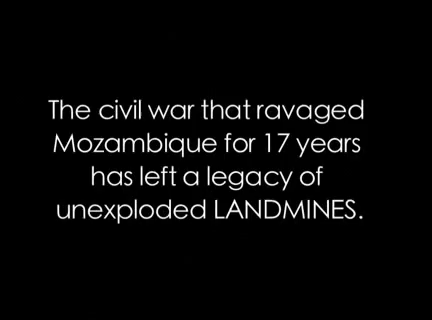 The civil war that ravaged
Mozambique for 17 years
has left a legacy of
unexploded LANDMINES.